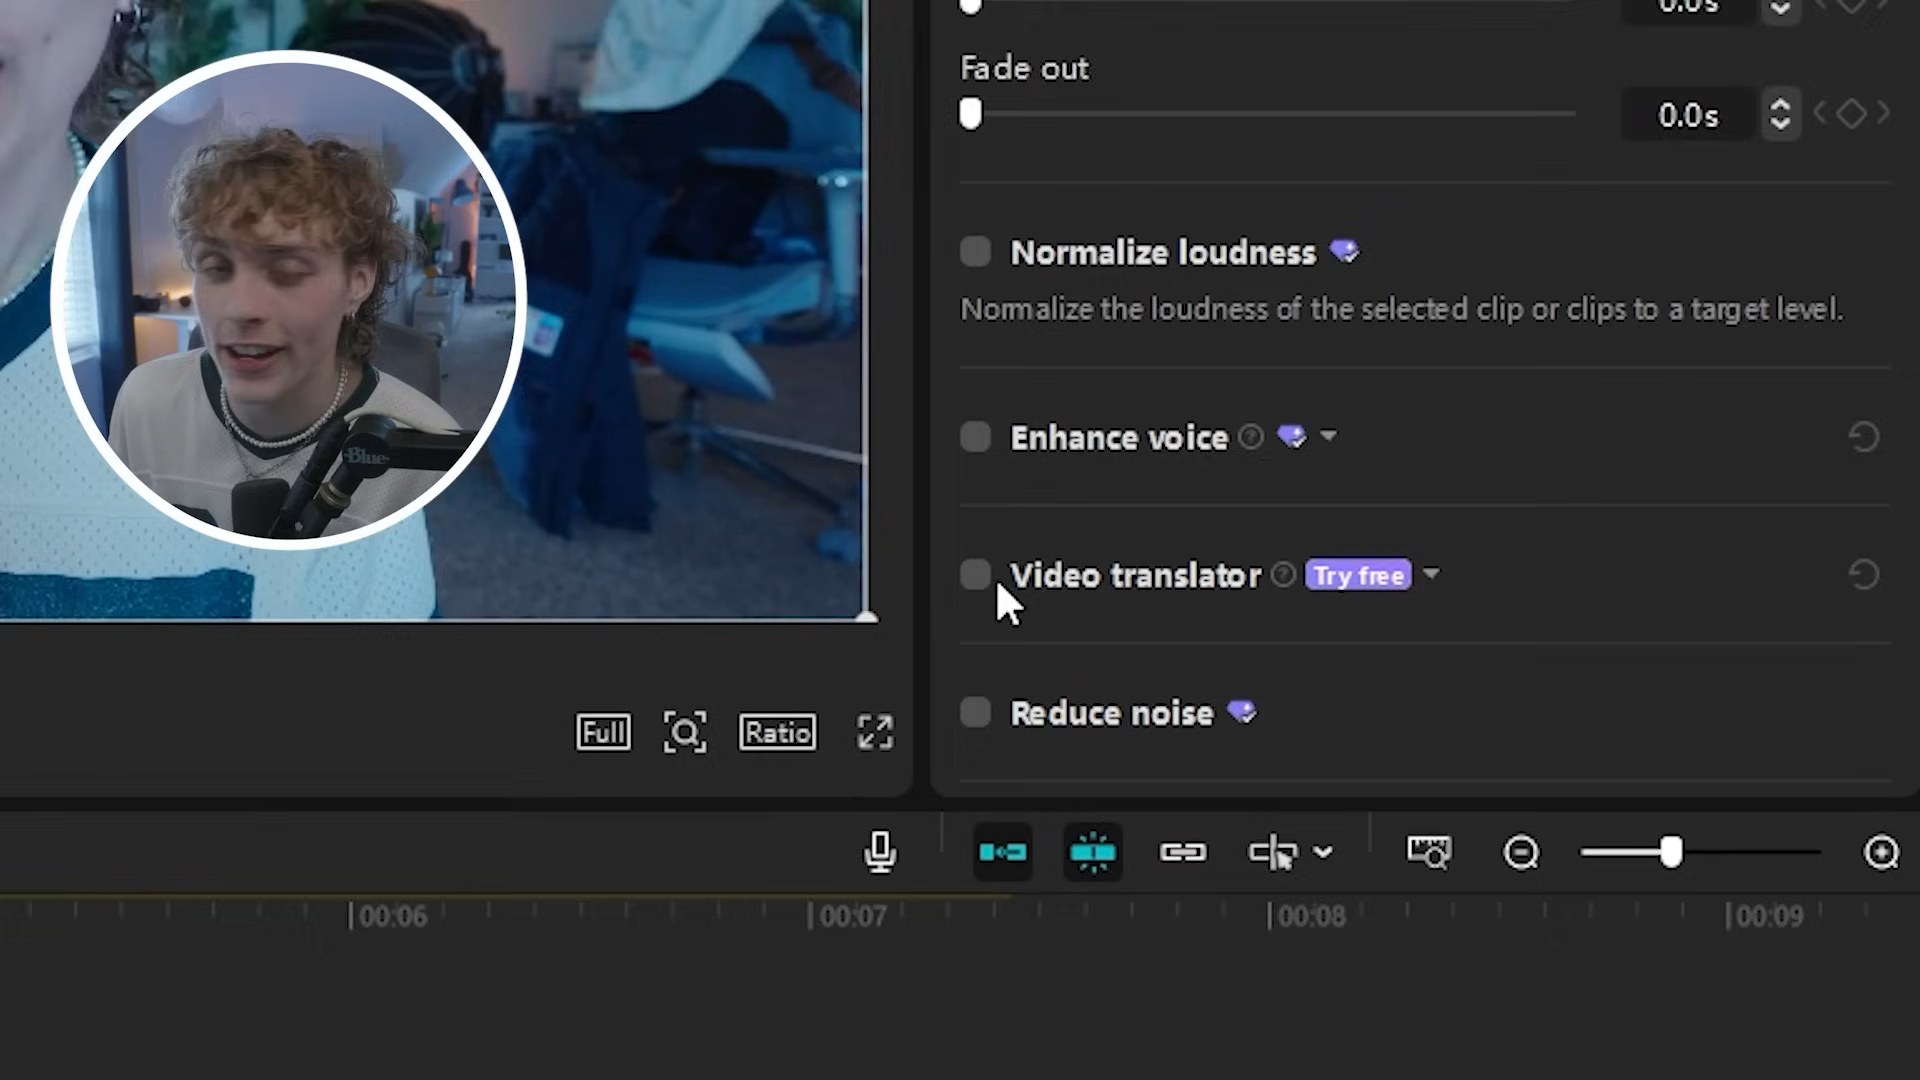 0.0s
Fade out
0.0s
Normalize loudness
Normalize the loudness of the selected clip or clips to a target level.
Enhance voice
Video translator Try free
Reduce noise
Blue
Full
Ratio
00:06
00:07
00:08
00:09